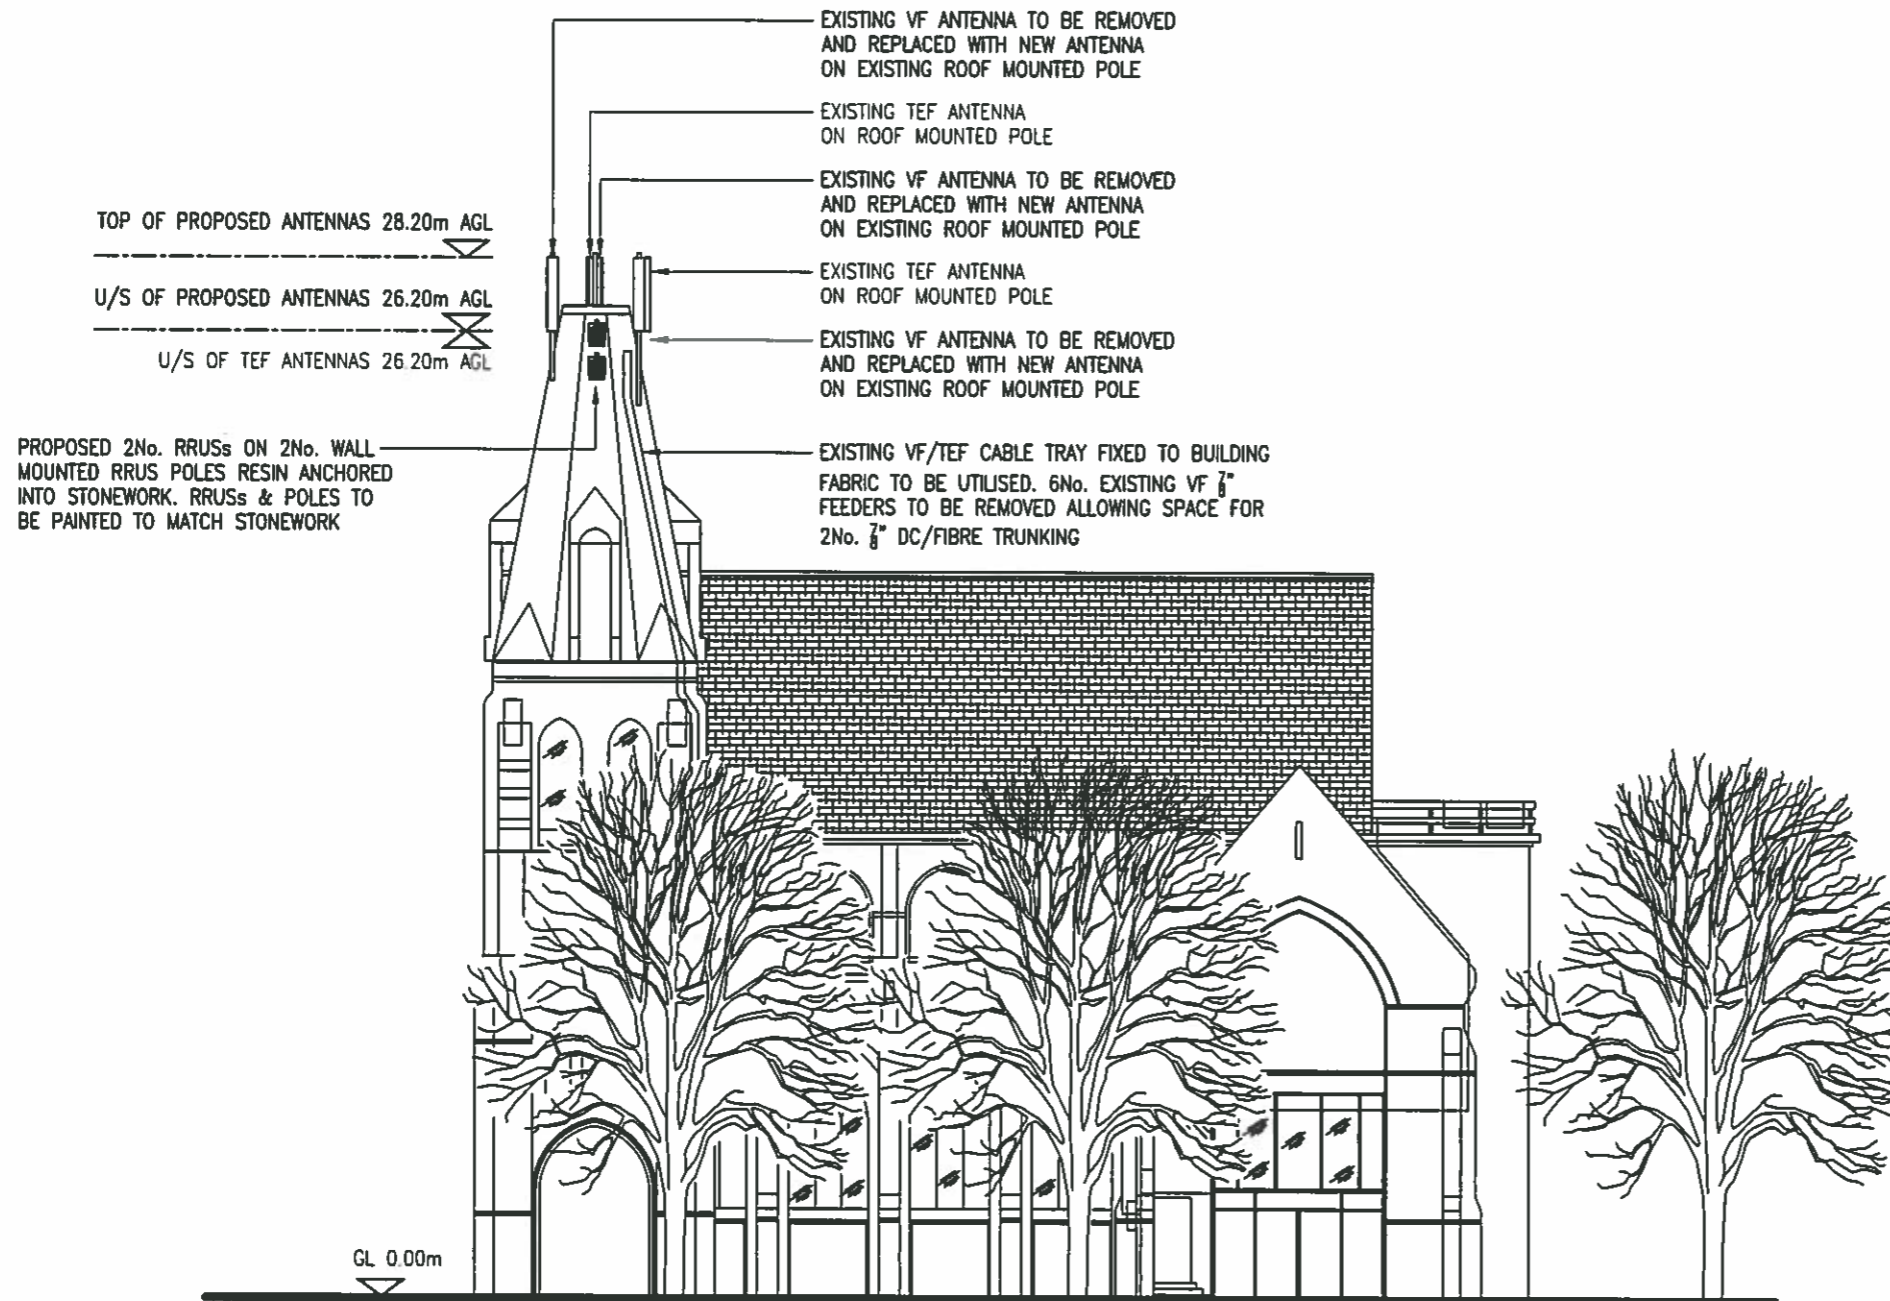 EXISTING VF ANTENNA TO BE REMOVED
AND REPLACED WITH NEW ANTENNA
ON EXISTING ROOF MOUNTED POLE
EXISTING TEF ANTENNA
ON ROOF MOUNTED POLE
EXISTING VF ANTENNA TO BE REMOVED
AND REPLACED WITH NEW ANTENNA
ON EXISTING ROOF MOUNTED POLE
TOP OF PROPOSED ANTENNAS 28.20m AGL
EXISTING TEF ANTENNA
ON ROOF MOUNTED POLE
U/S OF PROPOSED ANTENNAS 26.20m AGL
U/S OF TEF ANTENNAS 26.20m AGL
EXISTING VF ANTENNA TO BE REMOVED
AND REPLACED WITH NEW ANTENNA
ON EXISTING ROOF MOUNTED POLE
PROPOSED 2No. RRUSs ON 2No. WALL
MOUNTED RRUS POLES RESIN ANCHORED
INTO STONEWORK. RRUSs & POLES TO
BE PAINTED TO MATCH STONEWORK
EXISTING VF/TEF CABLE TRAY FIXED TO BUILDING
FABRIC TO BE UTILISED. 6No. EXISTING VF 7/8"
FEEDERS TO BE REMOVED ALLOWING SPACE FOR
2No. 7/8" DC/FIBRE TRUNKING
GL 0.00m